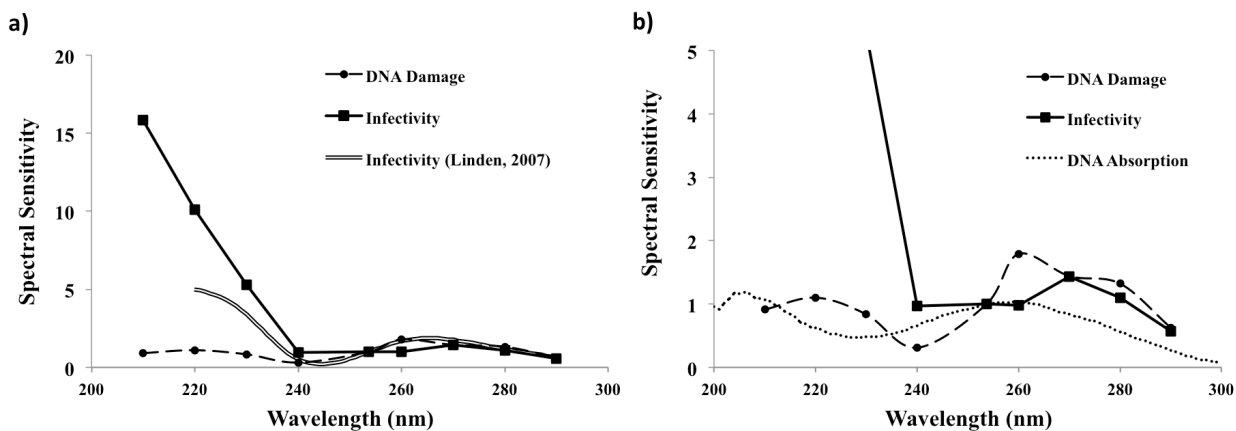 a)
20
15
10
5
0
200
220
240
260
280
300
Spectral Sensitivity
Wavelength (nm)
DNA Damage
Infectivity
Infectivity (Linden, 2007)
b)
5
4
3
2
1
0
200
220
240
260
280
300
Spectral Sensitivity
Wavelength (nm)
DNA Damage
Infectivity
DNA Absorption